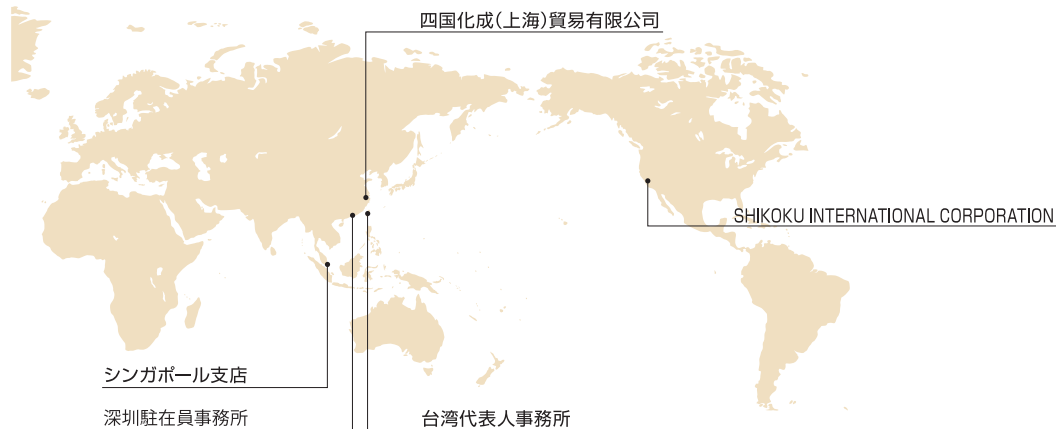 四国化成(上海)貿易有限公司
SHIKOKU INTERNATIONAL CORPORATION
シンガポール支店
深圳駐在員事務所
台湾代表人事務所